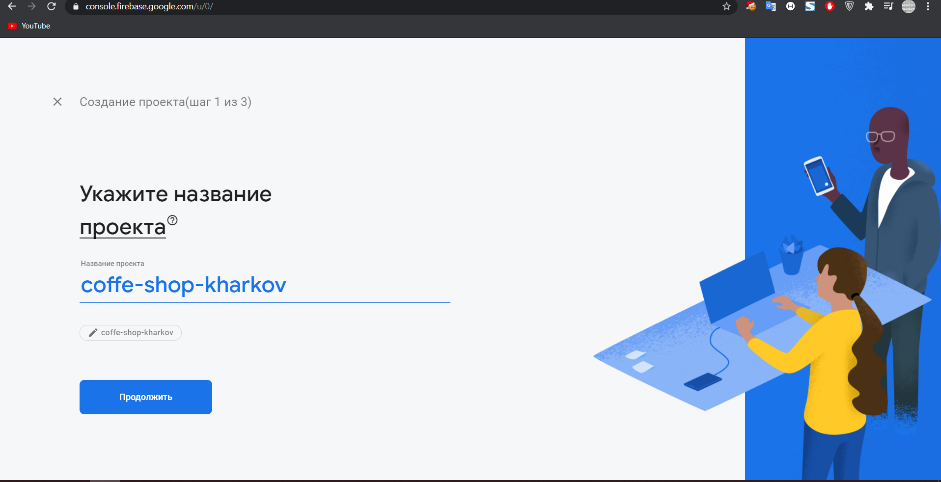 console.firebase.google.com/u/0/
YouTube
Создание проекта(шаг 1 из 3)
Укажите название
проекта
Название проекта
coffe-shop-kharkov
coffe-shop-kharkov
Продолжить